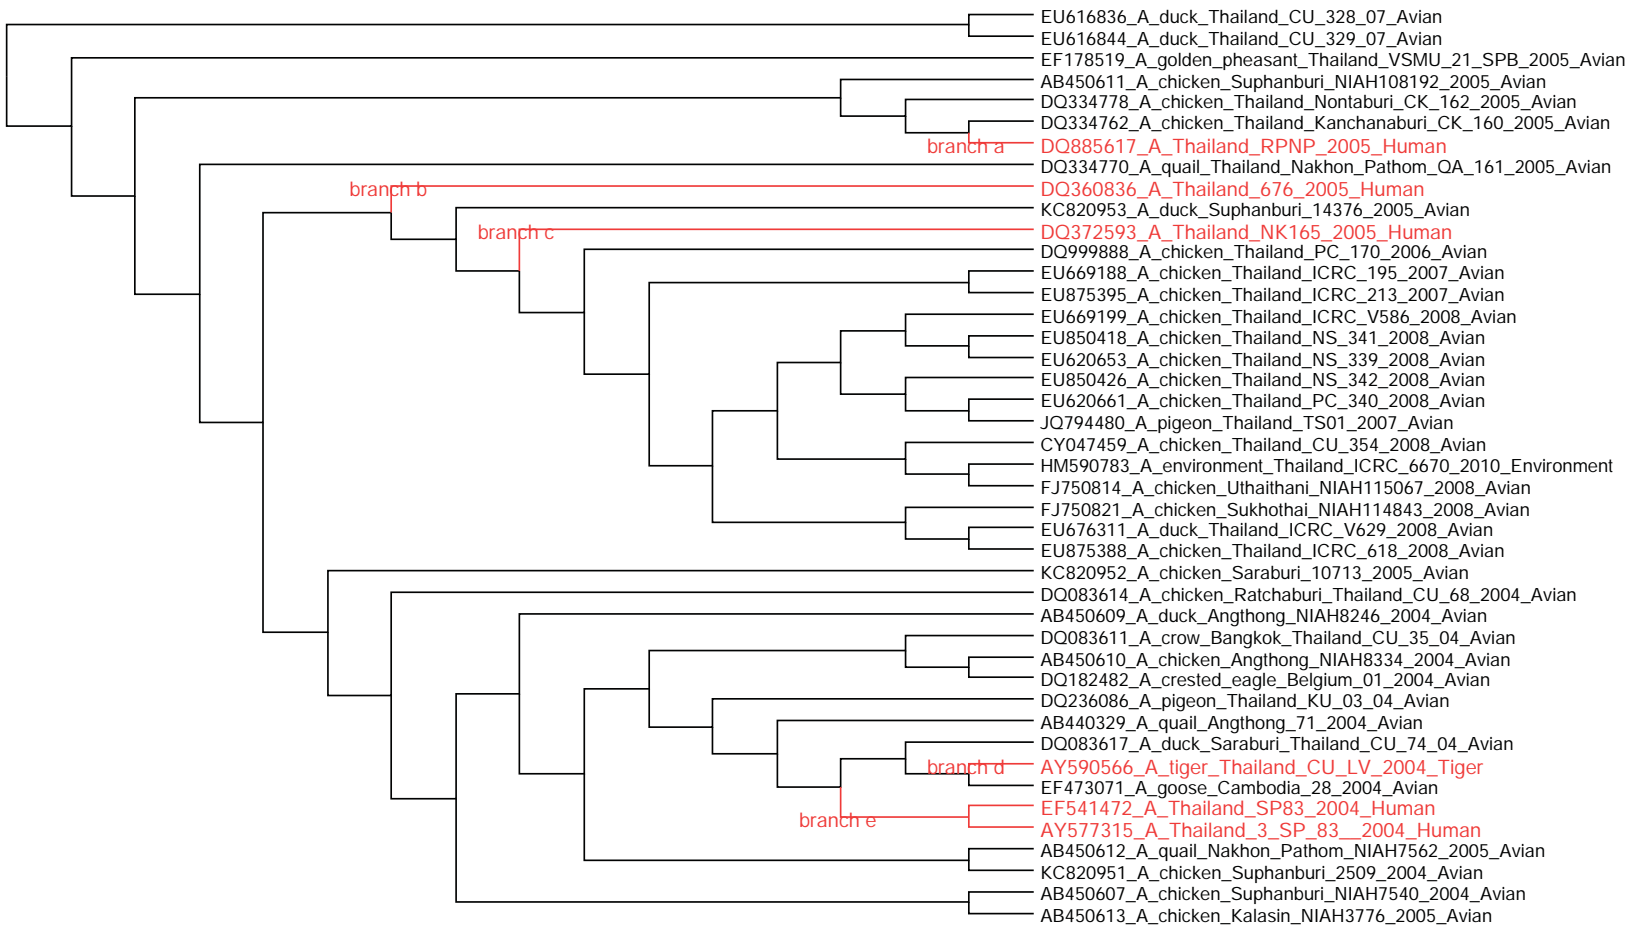 EU616836_A_duck_Thailand_CU_328_07_Avian
EU616844_A_duck_Thailand_CU_329_07_Avian
EF178519_A_golden_pheasant_Thailand_VSMU_21_SPB_2005_Avian
AB450611_A_chicken_Suphanburi_NIAH108192_2005_Avian
DQ334778_A_chicken_Thailand_Nontaburi_CK_162_2005_Avian
DQ334762_A_chicken_Thailand_Kanchanaburi_CK_160_2005_Avian
branch a DQ885617_A_Thailand_RPNP_2005_Human
DQ334770_A_quail_Thailand_Nakhon_Pathom_QA_161_2005_Avian
branch b DQ360836_A_Thailand_676_2005_Human
KC820953_A_duck_Suphanburi_14376_2005_Avian
branch c DQ372593_A_Thailand_NK165_2005_Human
DQ999888_A_chicken_Thailand_PC_170_2006_Avian
EU669188_A_chicken_Thailand_ICRC_195_2007_Avian
EU875395_A_chicken_Thailand_ICRC_213_2007_Avian
EU669199_A_chicken_Thailand_ICRC_V586_2008_Avian
EU850418_A_chicken_Thailand_NS_341_2008_Avian
EU620653_A_chicken_Thailand_NS_339_2008_Avian
EU850426_A_chicken_Thailand_NS_342_2008_Avian
EU620661_A_chicken_Thailand_PC_340_2008_Avian
JQ794480_A_pigeon_Thailand_TS01_2007_Avian
CY047459_A_chicken_Thailand_CU_354_2008_Avian
HM590783_A_environment_Thailand_ICRC_6670_2010_Environment
FJ750814_A_chicken_Uthaithani_NIAH115067_2008_Avian
FJ750821_A_chicken_Sukhothai_NIAH114843_2008_Avian
EU676311_A_duck_Thailand_ICRC_V629_2008_Avian
EU875388_A_chicken_Thailand_ICRC_618_2008_Avian
KC820952_A_chicken_Saraburi_10713_2005_Avian
DQ083614_A_chicken_Ratchaburi_Thailand_CU_68_2004_Avian
AB450609_A_duck_Angthong_NIAH8246_2004_Avian
DQ083611_A_crow_Bangkok_Thailand_CU_35_04_Avian
AB450610_A_chicken_Angthong_NIAH8334_2004_Avian
DQ182482_A_crested_eagle_Belgium_01_2004_Avian
DQ236086_A_pigeon_Thailand_KU_03_04_Avian
AB440329_A_quail_Angthong_71_2004_Avian
DQ083617_A_duck_Saraburi_Thailand_CU_74_04_Avian
branch d AY590566_A_tiger_Thailand_CU_LV_2004_Tiger
EF473071_A_goose_Cambodia_28_2004_Avian
EF541472_A_Thailand_SP83_2004_Human
branch e
AY577315_A_Thailand_3_SP_83__2004_Human
AB450612_A_quail_Nakhon_Pathom_NIAH7562_2005_Avian
KC820951_A_chicken_Suphanburi_2509_2004_Avian
AB450607_A_chicken_Suphanburi_NIAH7540_2004_Avian
AB450613_A_chicken_Kalasin_NIAH3776_2005_Avian